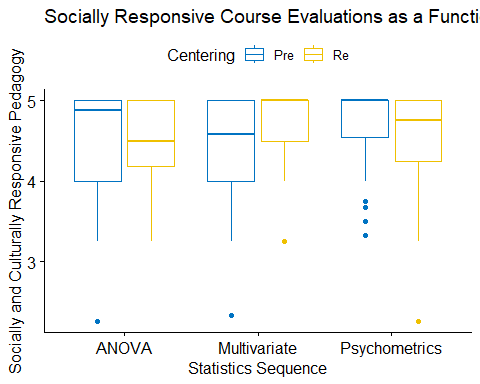 Socially Responsive Course Evaluations as a Functi
Centering Pre Re
Socially and Culturally Responsive Pedagogy
5
4
3
ANOVA Multivariate Psychometrics
Statistics Sequence